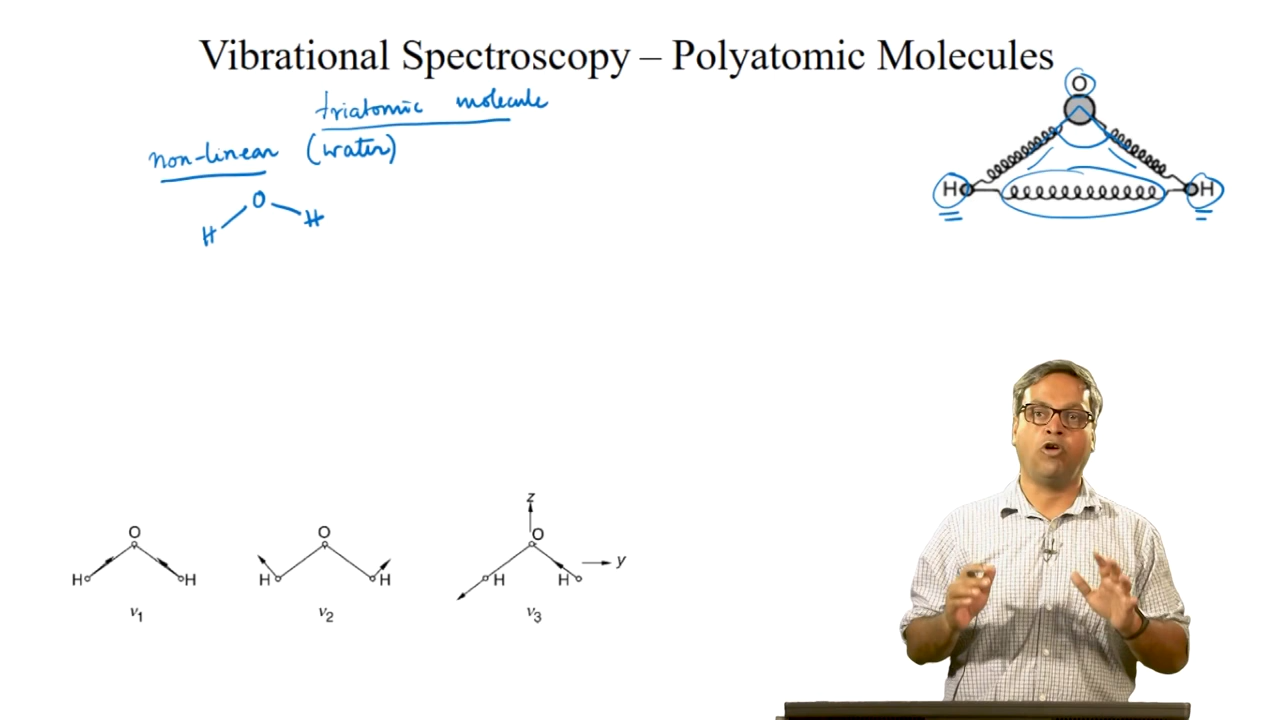 Vibrational Spectroscopy – Polyatomic Molecules
triatomic molecule
non-linear (water)
O
H H
O
H H
O
H H
ν1
O
H H
ν2
z
O
H H
y
ν3